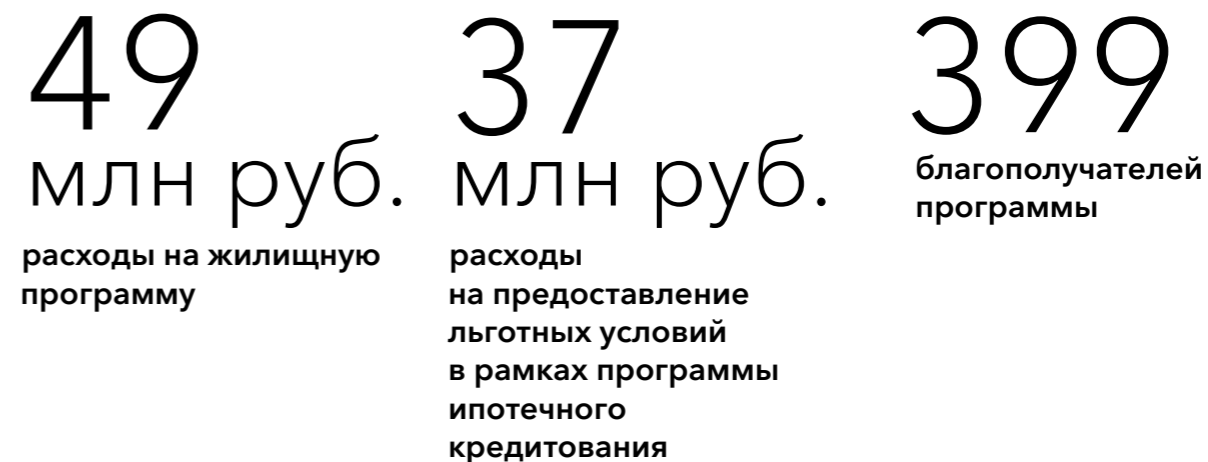 49
млн руб.
расходы на жилищную
программу
37
млн руб.
расходы
на предоставление
льготных условий
в рамках программы
ипотечного
кредитования
399
благополучателей
программы